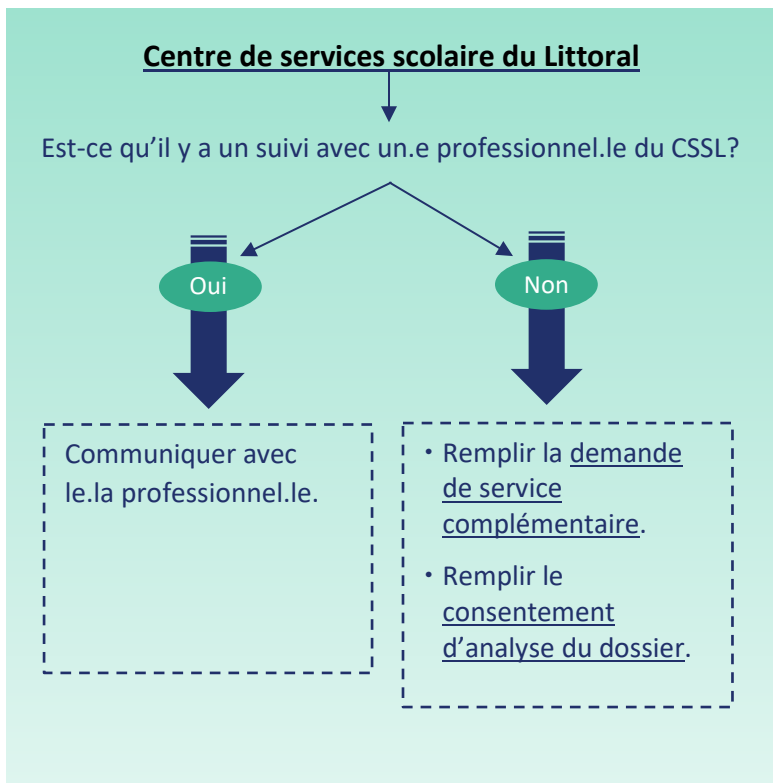 Centre de services scolaire du Littoral
Est-ce qu’il y a un suivi avec un.e professionnel.le du CSSL?
Oui
Non
Communiquer avec
le.la professionnel.le.
• Remplir la demande
de service
complémentaire.
• Remplir le
consentement
d’analyse du dossier.